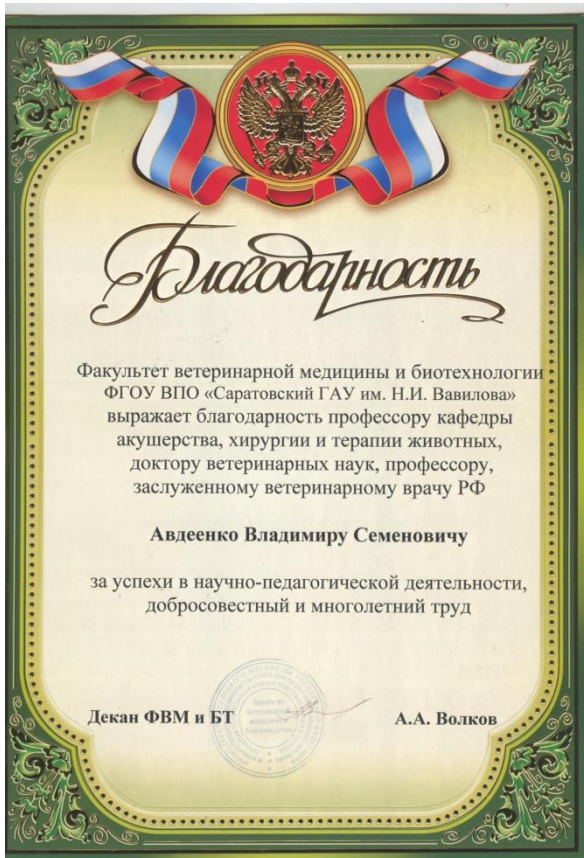 Благодарность
Факультет ветеринарной медицины и биотехнологии
ФГОУ ВПО «Саратовский ГАУ им. Н.И. Вавилова»
выражает благодарность профессору кафедры
акушерства, хирургии и терапии животных,
доктору ветеринарных наук, профессору,
заслуженному ветеринарному врачу РФ
Авдеенко Владимиру Семеновичу
за успехи в научно-педагогической деятельности,
добросовестный и многолетний труд
Декан ФВМ и БТ А.А. Волков